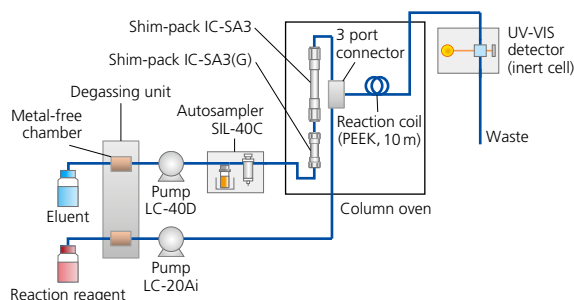 Shim-pack IC-SA3
3 port
connector
UV-VIS
detector
(inert cell)
Shim-pack IC-SA3(G)
Degassing unit
Metal-free
chamber
Autosampler
SIL-40C
Reaction coil
(PEEK, 10 m)
Waste
Pump
LC-40D
Eluent
Column oven
Pump
LC-20Ai
Reaction reagent